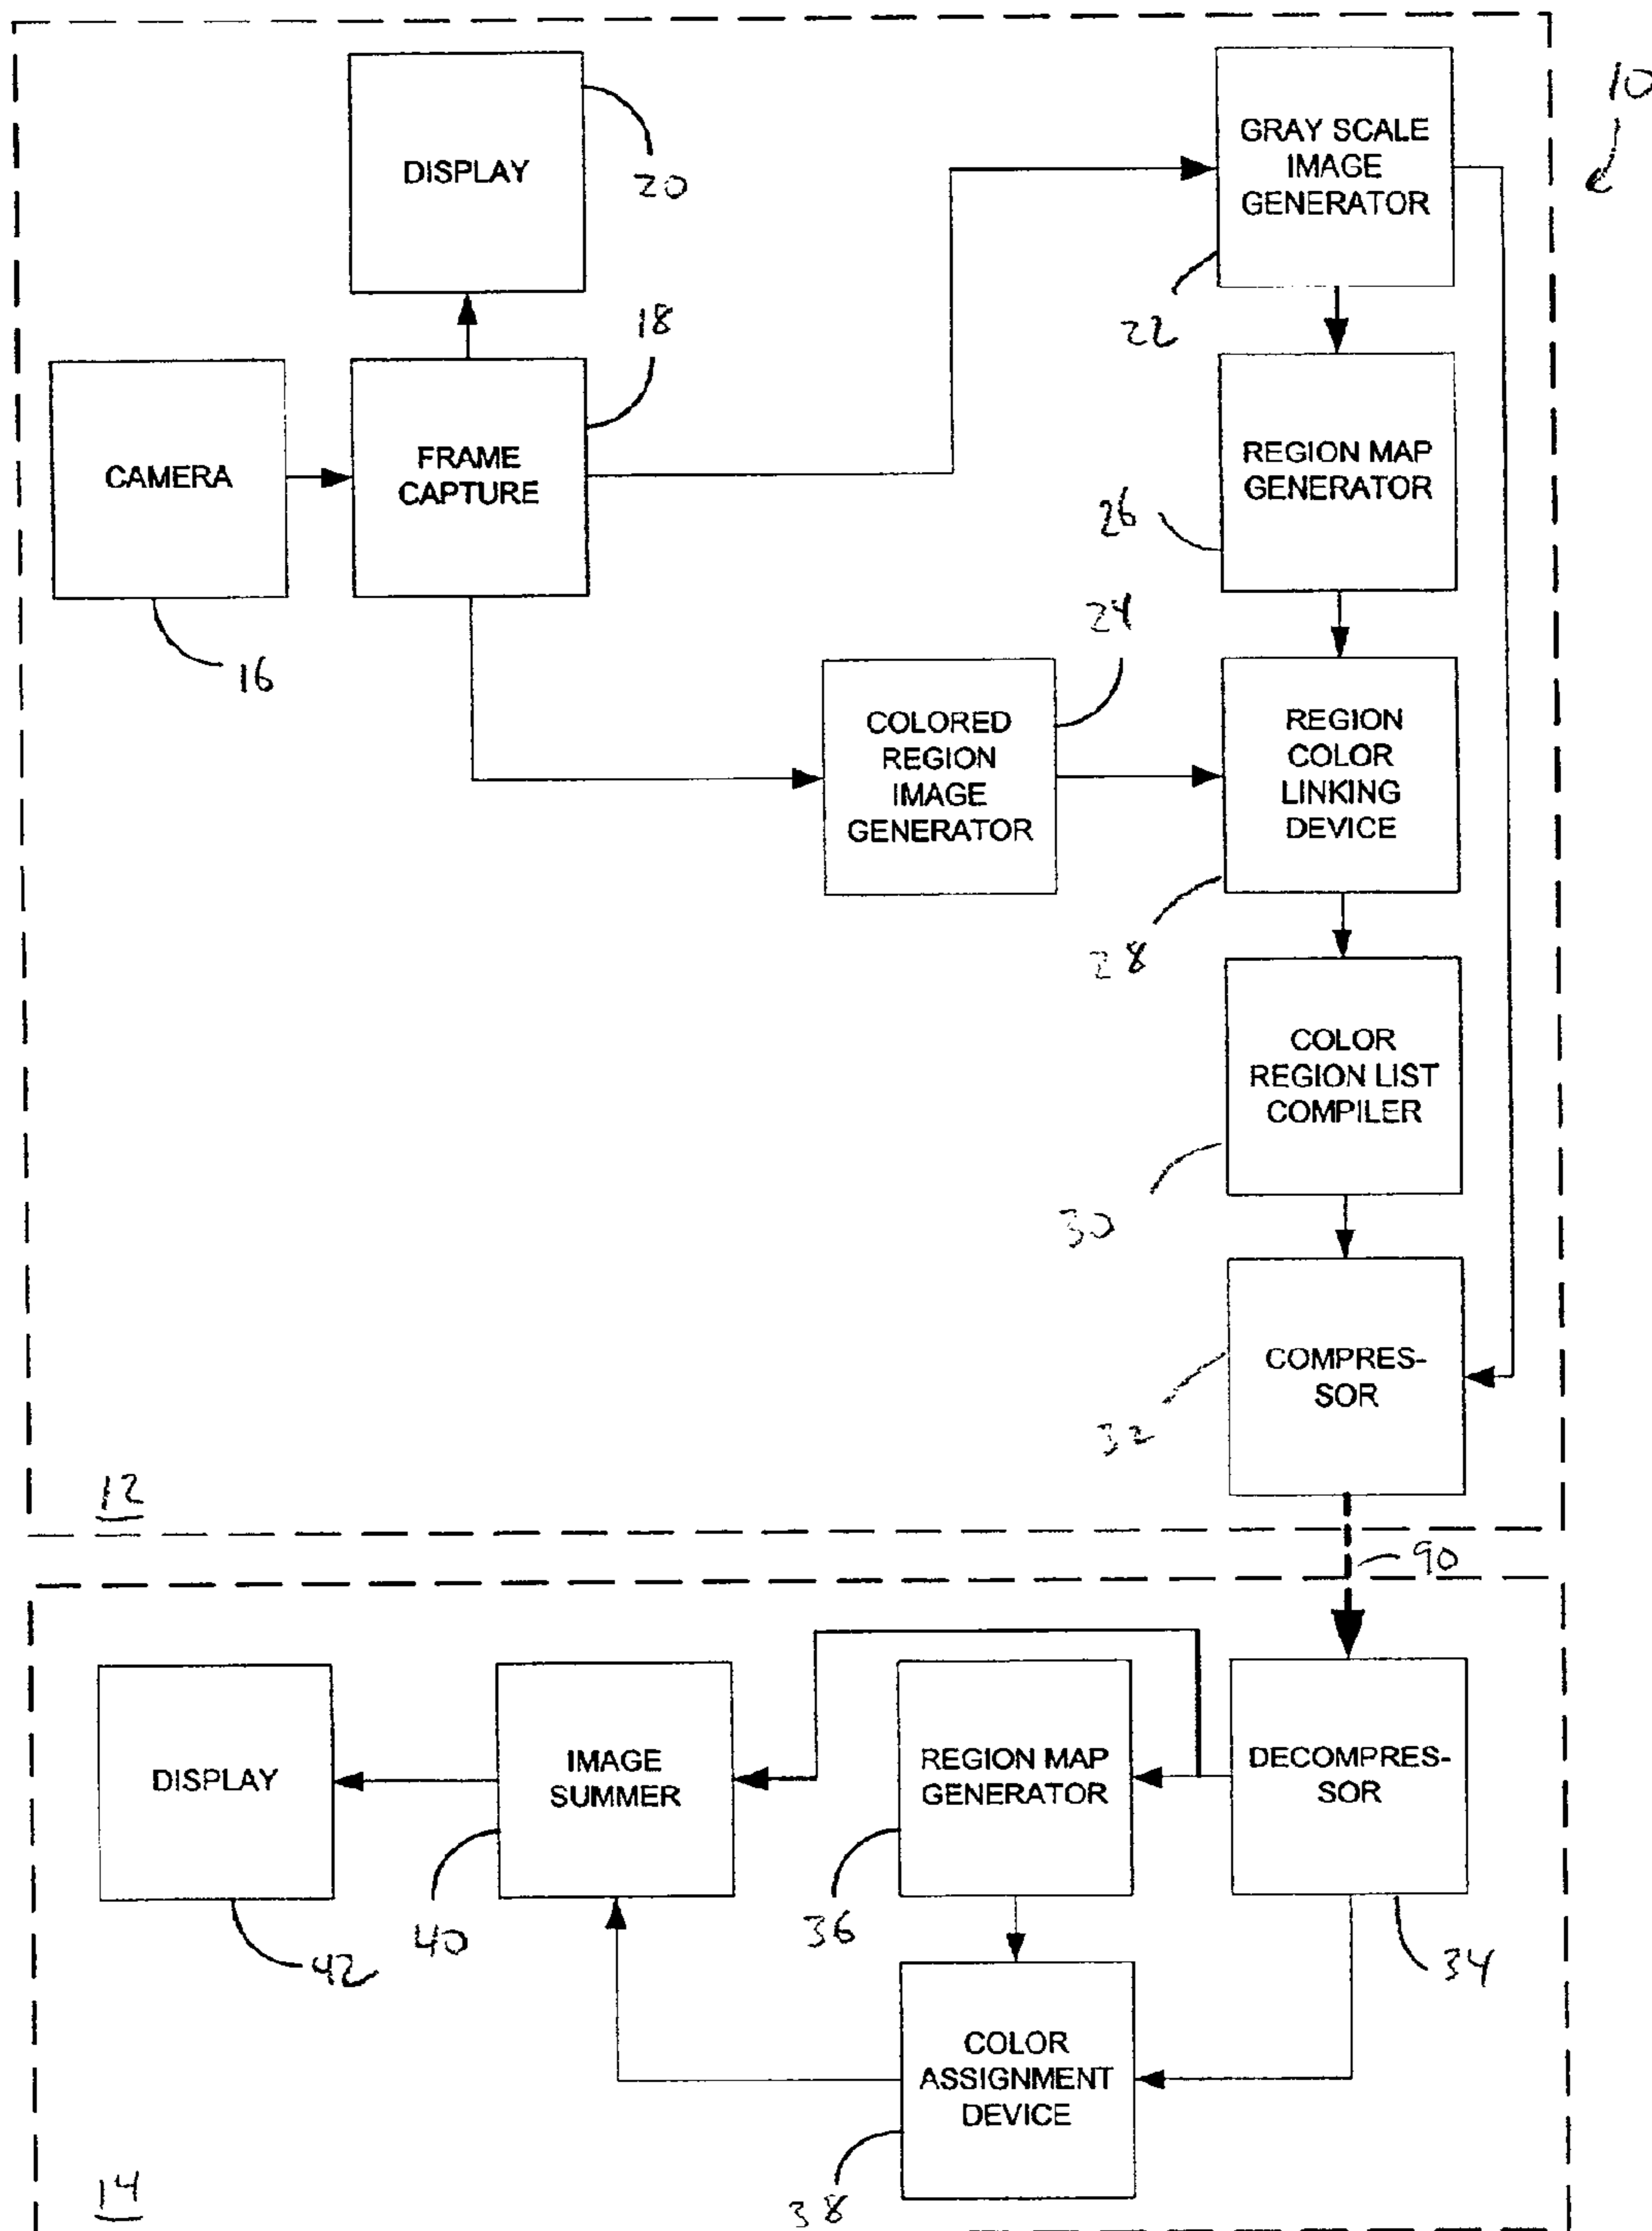 10
DISPLAY
20
GRAY SCALE
IMAGE
GENERATOR
22
CAMERA
16
FRAME
CAPTURE
18
REGION MAP
GENERATOR
26
COLORED
REGION
IMAGE
GENERATOR
24
REGION
COLOR
LINKING
DEVICE
28
COLOR
REGION LIST
COMPILER
30
COMPRES-
SOR
32
12
90
DISPLAY
42
IMAGE
SUMMER
40
REGION MAP
GENERATOR
36
DECOMPRES-
SOR
34
COLOR
ASSIGNMENT
DEVICE
38
14